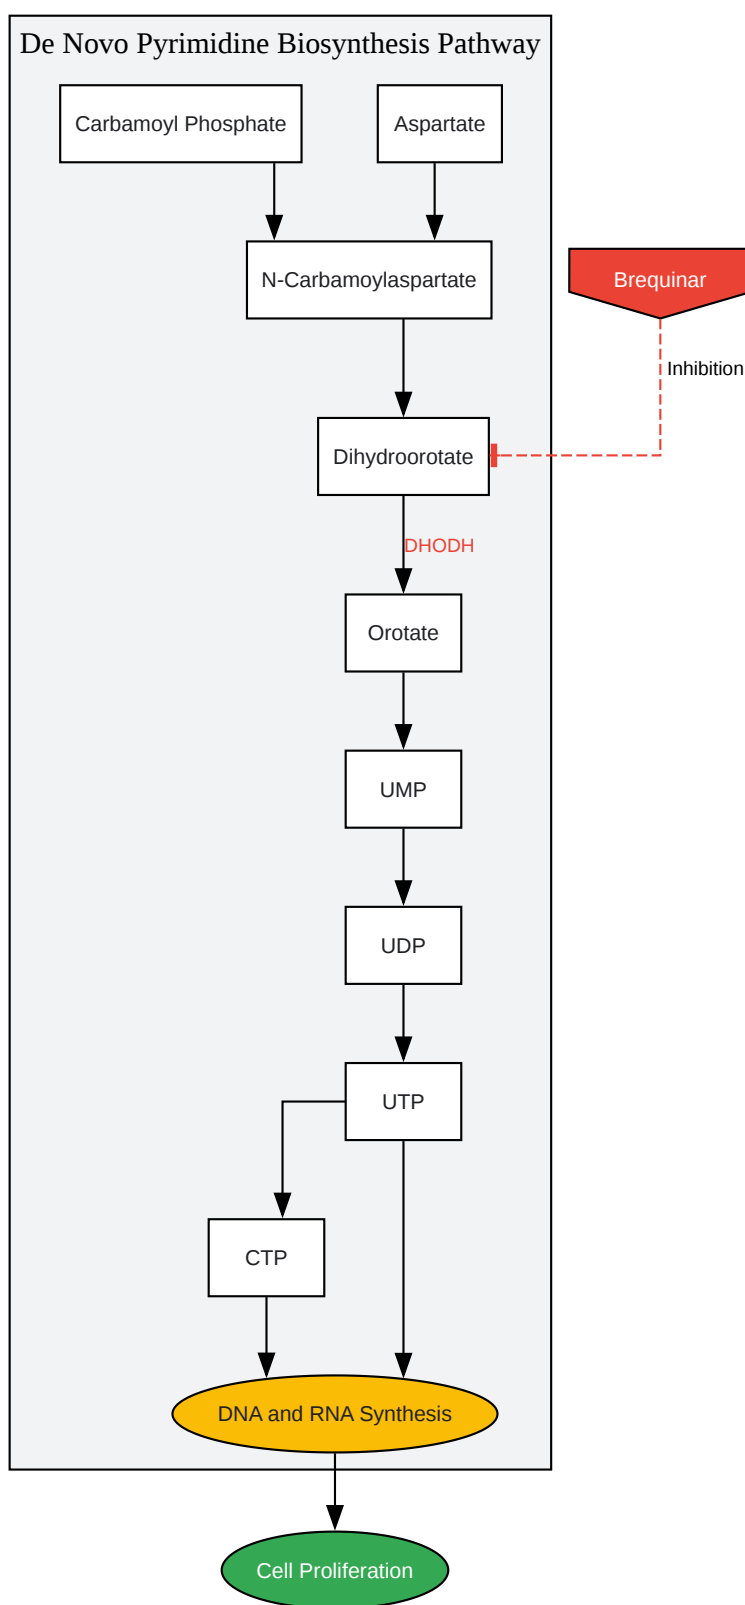 De Novo Pyrimidine Biosynthesis Pathway
Carbamoyl Phosphate
Aspartate
N-Carbamoylaspartate
Brequinar
Inhibition
Dihydroorotate
DHODH
Orotate
UMP
UDP
UTP
CTP
DNA and RNA Synthesis
Cell Proliferation